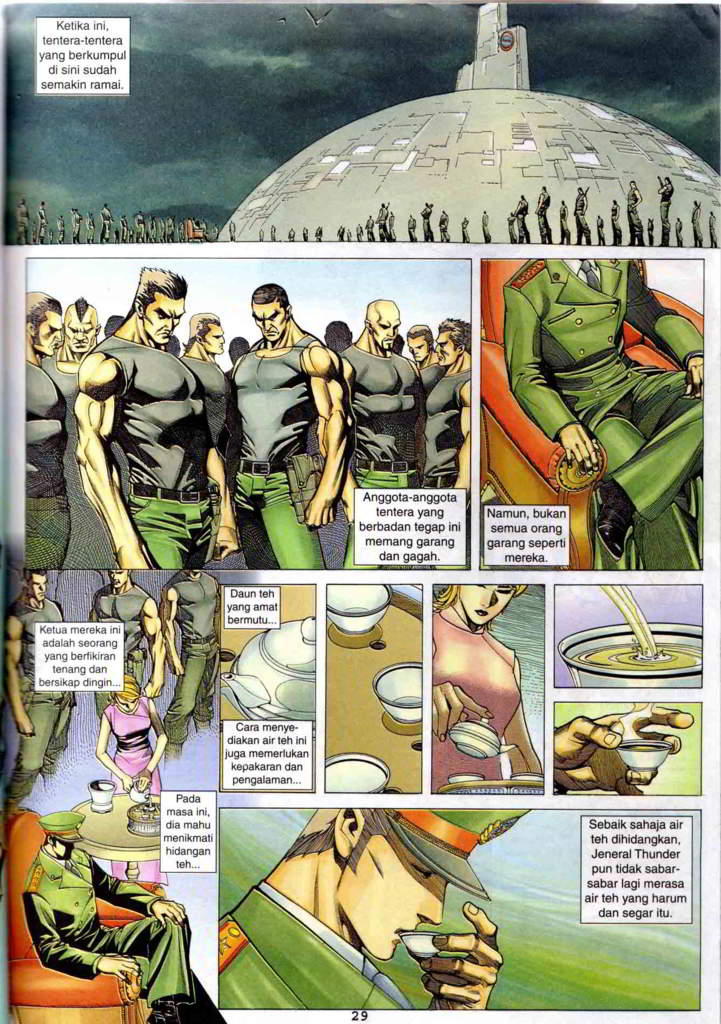 Ketika ini,
tentera-tentera
yang berkumpul
di sini sudah
semakin ramai.
Anggota-anggota
tentera yang
berbadan tegap ini
memang garang
dan gagah.
Namun, bukan
semua orang
garang seperti
mereka.
Ketua mereka ini
adalah seorang
yang berfikiran
tenang dan
bersikap dingin...
Daun teh
yang amat
bermutu...
Cara menye-
diakan air teh ini
juga memerlukan
kepakaran dan
pengalaman...
Pada
masa ini,
dia mahu
menikmati
hidangan
teh...
Sebaik sahaja air
teh dihidangkan,
Jeneral Thunder
pun tidak sabar-
sabar lagi merasa
air teh yang harum
dan segar itu.
29